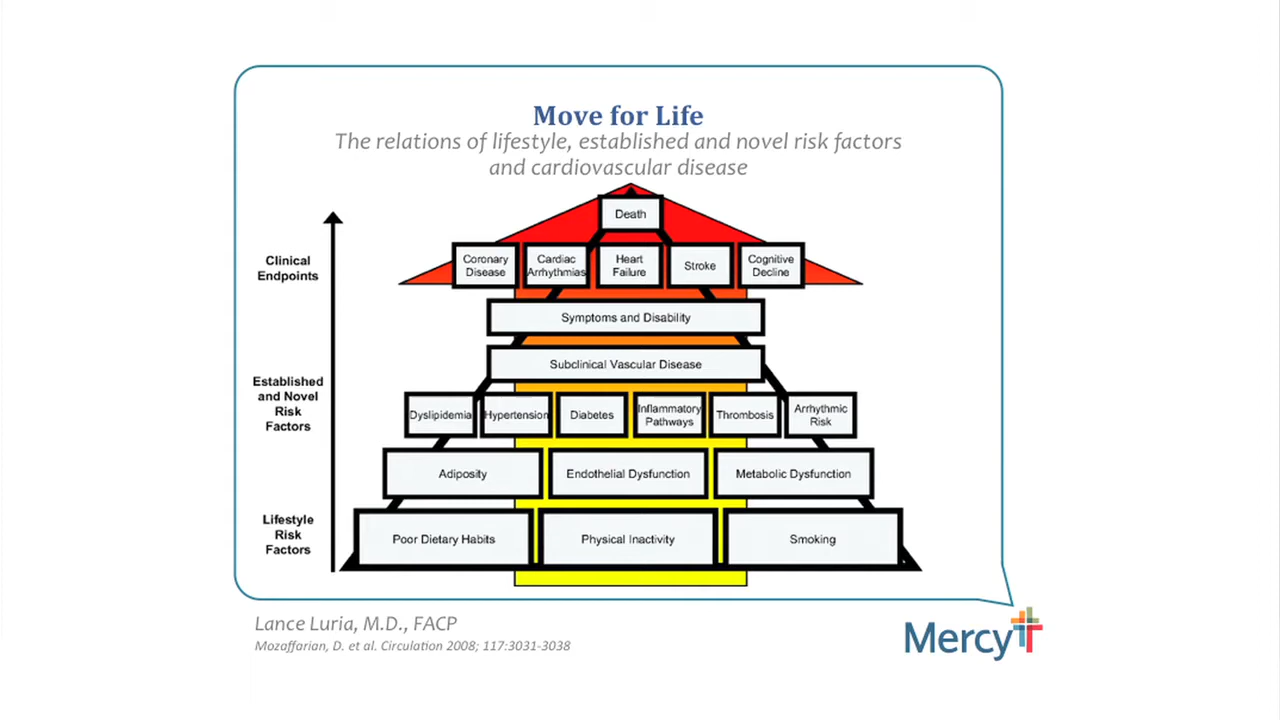 Move for Life
The relations of lifestyle, established and novel risk factors
and cardiovascular disease
Death
Clinical
Endpoints
Coronary
Disease
Cardiac
Arrhythmias
Heart
Failure
Stroke
Cognitive
Decline
Symptoms and Disability
Subclinical Vascular Disease
Established
and Novel
Risk
Factors
Dyslipidemia
Hypertension
Diabetes
Inflammatory
Pathways
Thrombosis
Arrhythmic
Risk
Adiposity
Endothelial Dysfunction
Metabolic Dysfunction
Lifestyle
Risk
Factors
Poor Dietary Habits
Physical Inactivity
Smoking
Lance Luria, M.D., FACP
Mozaffarian, D. et al. Circulation 2008; 117:3031-3038
Mercy